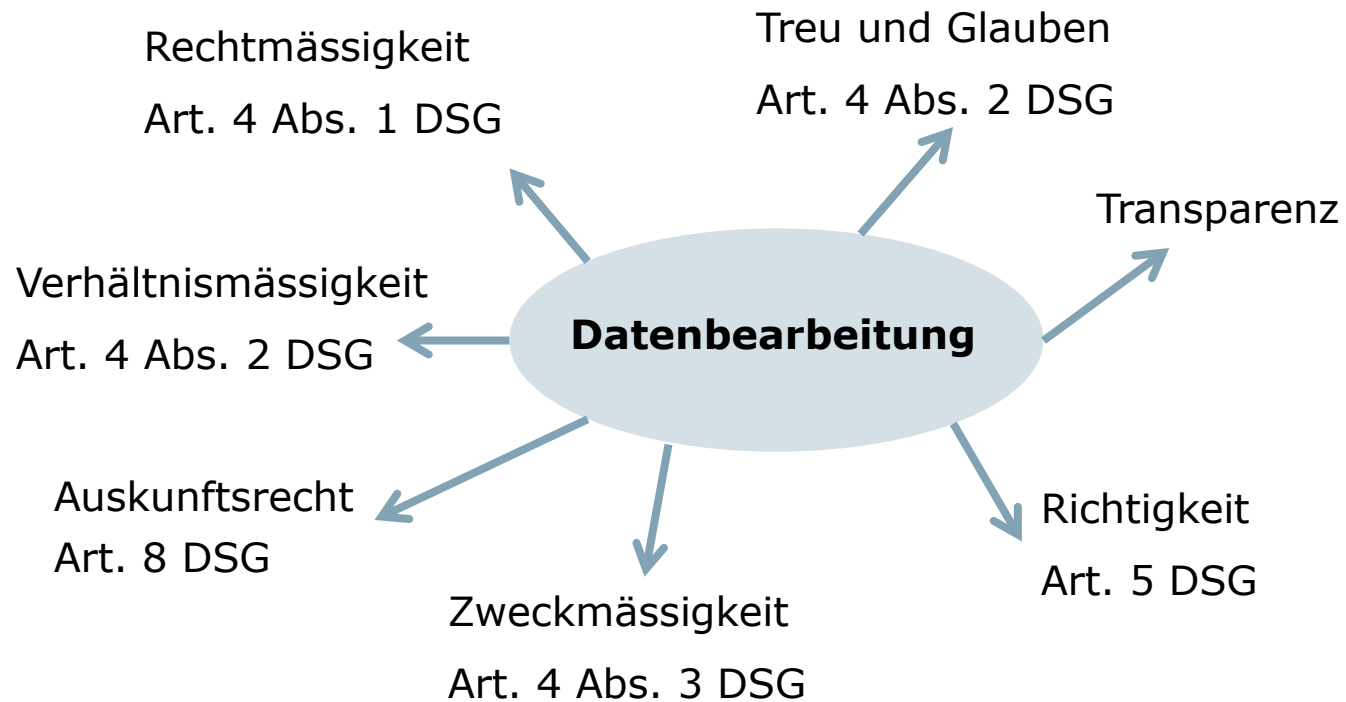 Rechtmässigkeit
Art. 4 Abs. 1 DSG
Treu und Glauben
Art. 4 Abs. 2 DSG
Transparenz
Verhältnismässigkeit
Art. 4 Abs. 2 DSG
Datenbearbeitung
Auskunftsrecht
Art. 8 DSG
Richtigkeit
Art. 5 DSG
Zweckmässigkeit
Art. 4 Abs. 3 DSG